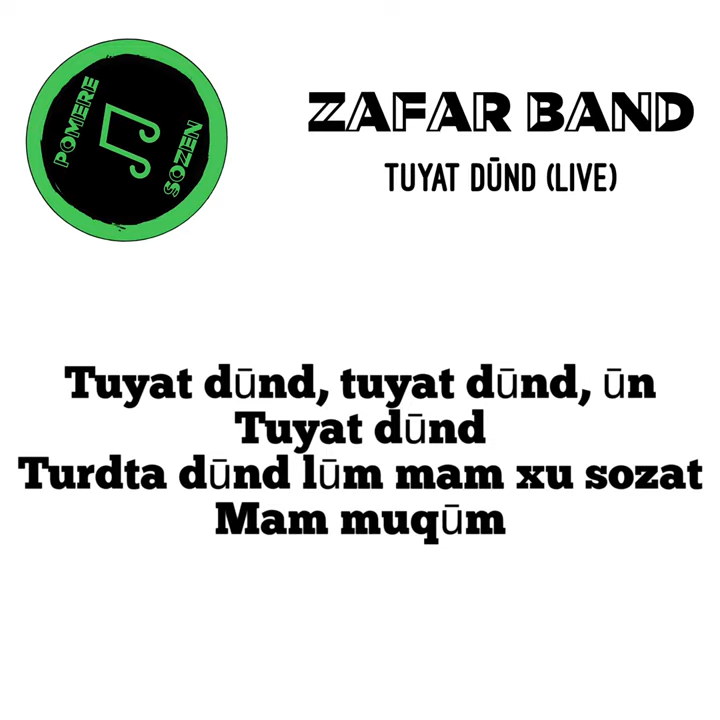 POMERE
SOZEN
ZAFAR BAND
TUYAT DŪND (LIVE)
Tuyat dūnd, tuyat dūnd, ūn
Tuyat dūnd
Turdta dūnd lūm mam xu sozat
Mam muqūm